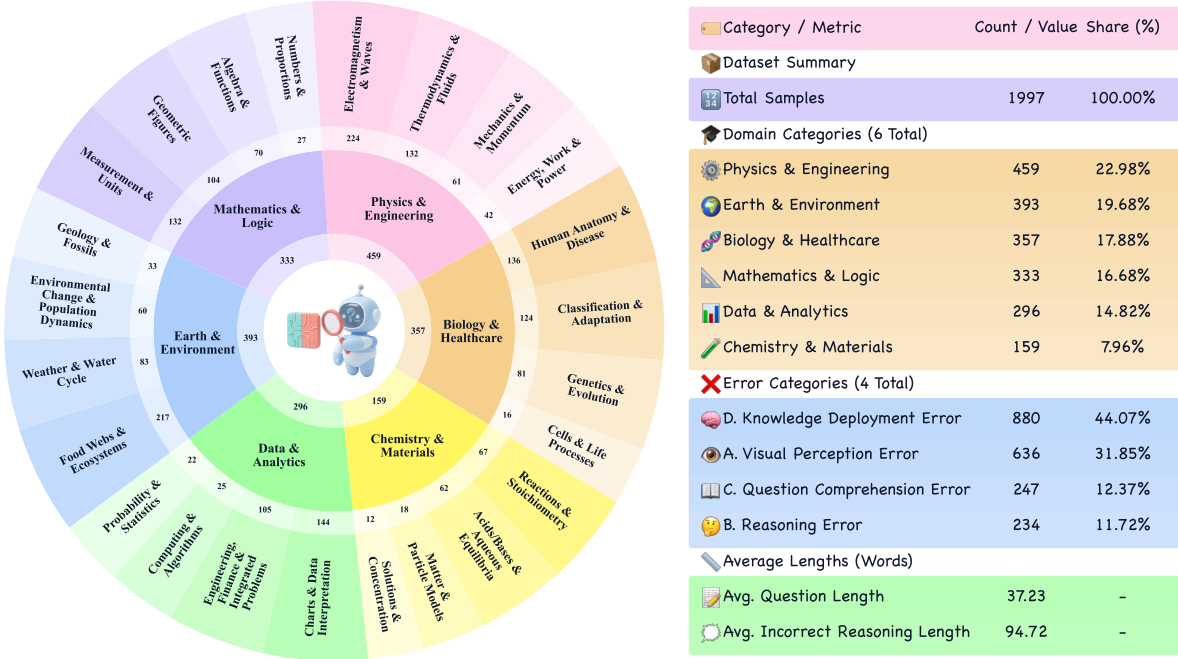 Electromagnetism
& Waves
224
Thermodynamics &
Fluids
132
Mechanics &
Momentum
61
Energy, Work &
Power
42
Physics &
Engineering
459
Human Anatomy &
Disease
136
Classification &
Adaptation
124
Genetics &
Evolution
81
Cells & Life
Processes
16
Biology &
Healthcare
357
Reactions &
Stoichiometry
67
Acids/Bases &
Aqueous
Equilibria
62
Matter &
Particle Models
18
Solutions &
Concentration
12
Chemistry &
Materials
159
Charts & Data
Interpretation
144
Engineering,
Finance &
Integrated
Problems
105
Computing &
Algorithms
25
Probability &
Statistics
22
Data &
Analytics
296
Food Webs &
Ecosystems
217
Weather & Water
Cycle
83
Environmental
Change &
Population
Dynamics
60
Geology &
Fossils
33
Earth &
Environment
393
Measurement &
Units
132
Geometric
Figures
104
Algebra &
Functions
70
Numbers &
Proportions
27
Mathematics &
Logic
333
Category / Metric Count / Value Share (%)
Dataset Summary
12
34
Total Samples 1997 100.00%
Domain Categories (6 Total)
Physics & Engineering 459 22.98%
Earth & Environment 393 19.68%
Biology & Healthcare 357 17.88%
Mathematics & Logic 333 16.68%
Data & Analytics 296 14.82%
Chemistry & Materials 159 7.96%
Error Categories (4 Total)
D. Knowledge Deployment Error 880 44.07%
A. Visual Perception Error 636 31.85%
C. Question Comprehension Error 247 12.37%
B. Reasoning Error 234 11.72%
Average Lengths (Words)
Avg. Question Length 37.23 -
Avg. Incorrect Reasoning Length 94.72 -